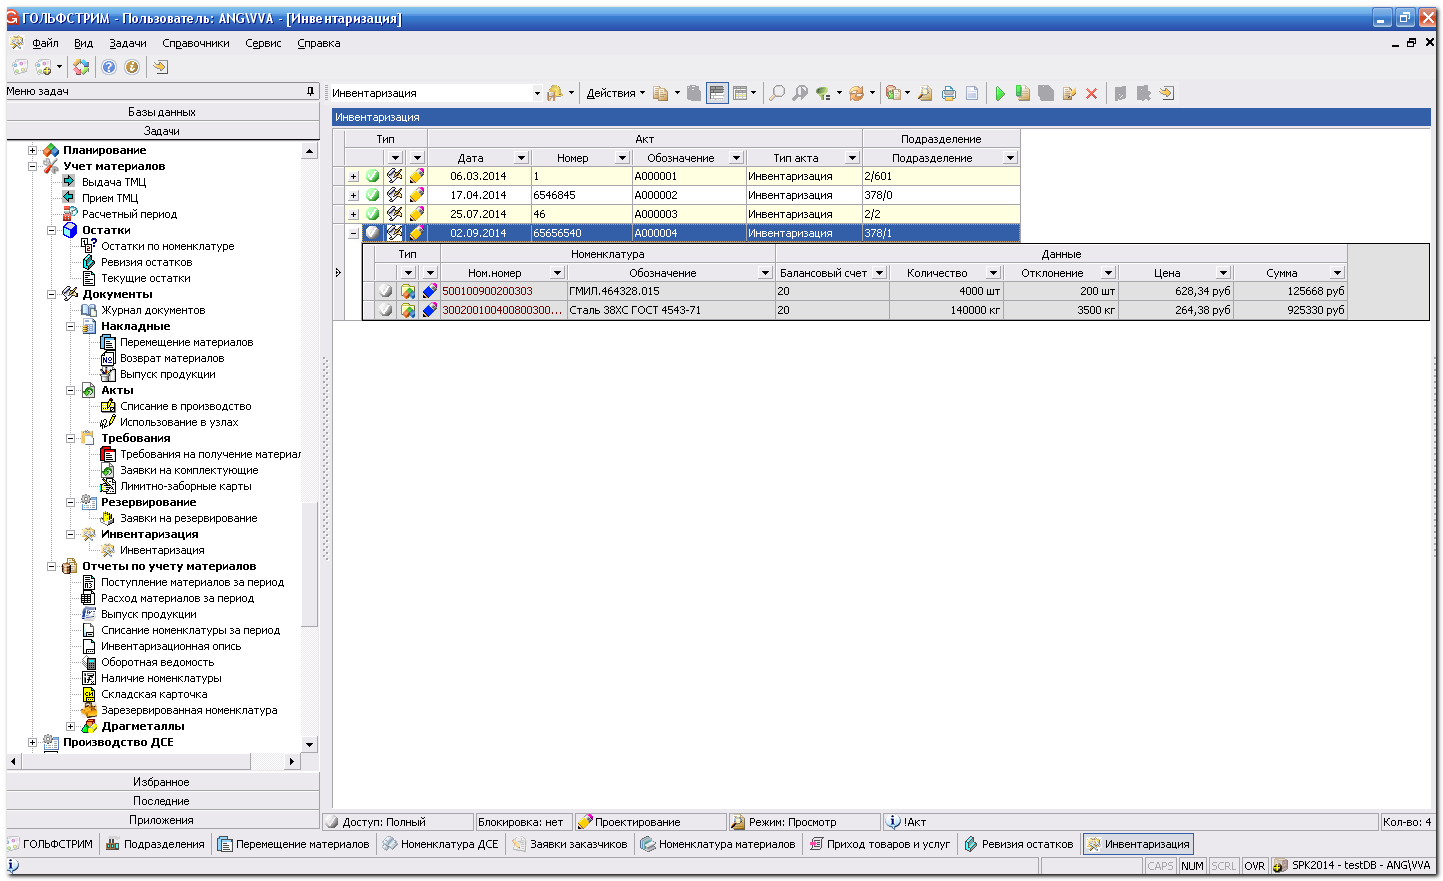 ГОЛЬФСТРИМ - Пользователь: ANG\VVA - [Инвентаризация]
Файл Вид Задачи Справочники Сервис Справка
Меню задач
Базы данных
Задачи
Планирование
Учет материалов
Выдача ТМЦ
Прием ТМЦ
Расчетный период
Остатки
Остатки по номенклатуре
Ревизия остатков
Текущие остатки
Документы
Журнал документов
Накладные
Перемещение материалов
Возврат материалов
Выпуск продукции
Акты
Списание в производство
Использование в узлах
Требования
Требования на получение материал
Заявки на комплектующие
Лимитно-заборные карты
Резервирование
Заявки на резервирование
Инвентаризация
Инвентаризация
Отчеты по учету материалов
Поступление материалов за период
Расход материалов за период
Выпуск продукции
Списание номенклатуры за период
Инвентаризационная опись
Оборотная ведомость
Наличие номенклатуры
Складская карточка
Зарезервированная номенклатура
Драгметаллы
Производство ДСЕ
Избранное
Последние
Приложения
Инвентаризация Действия
Инвентаризация
Тип Акт Подразделение
Дата Номер Обозначение Тип акта Подразделение
06.03.2014 1 А000001 Инвентаризация 2/601
17.04.2014 6546845 А000002 Инвентаризация 378/0
25.07.2014 46 А000003 Инвентаризация 2/2
02.09.2014 65656540 А000004 Инвентаризация 378/1
Тип Номенклатура Данные
Ном.номер Обозначение Балансовый счет Количество Отклонение Цена Сумма
500100900200303 ГМИЛ.464328.015 20 4000 шт 200 шт 628,34 руб 125668 руб
300200100400800300... Сталь 38ХС ГОСТ 4543-71 20 140000 кг 3500 кг 264,38 руб 925330 руб
Доступ: Полный Блокировка: нет Проектирование Режим: Просмотр !Акт Кол-во: 4
ГОЛЬФСТРИМ Подразделения Перемещение материалов Номенклатура ДСЕ Заявки заказчиков Номенклатура материалов Приход товаров и услуг Ревизия остатков Инвентаризация
CAPS NUM SCRL OVR SPK2014 - testDB - ANG\VVA